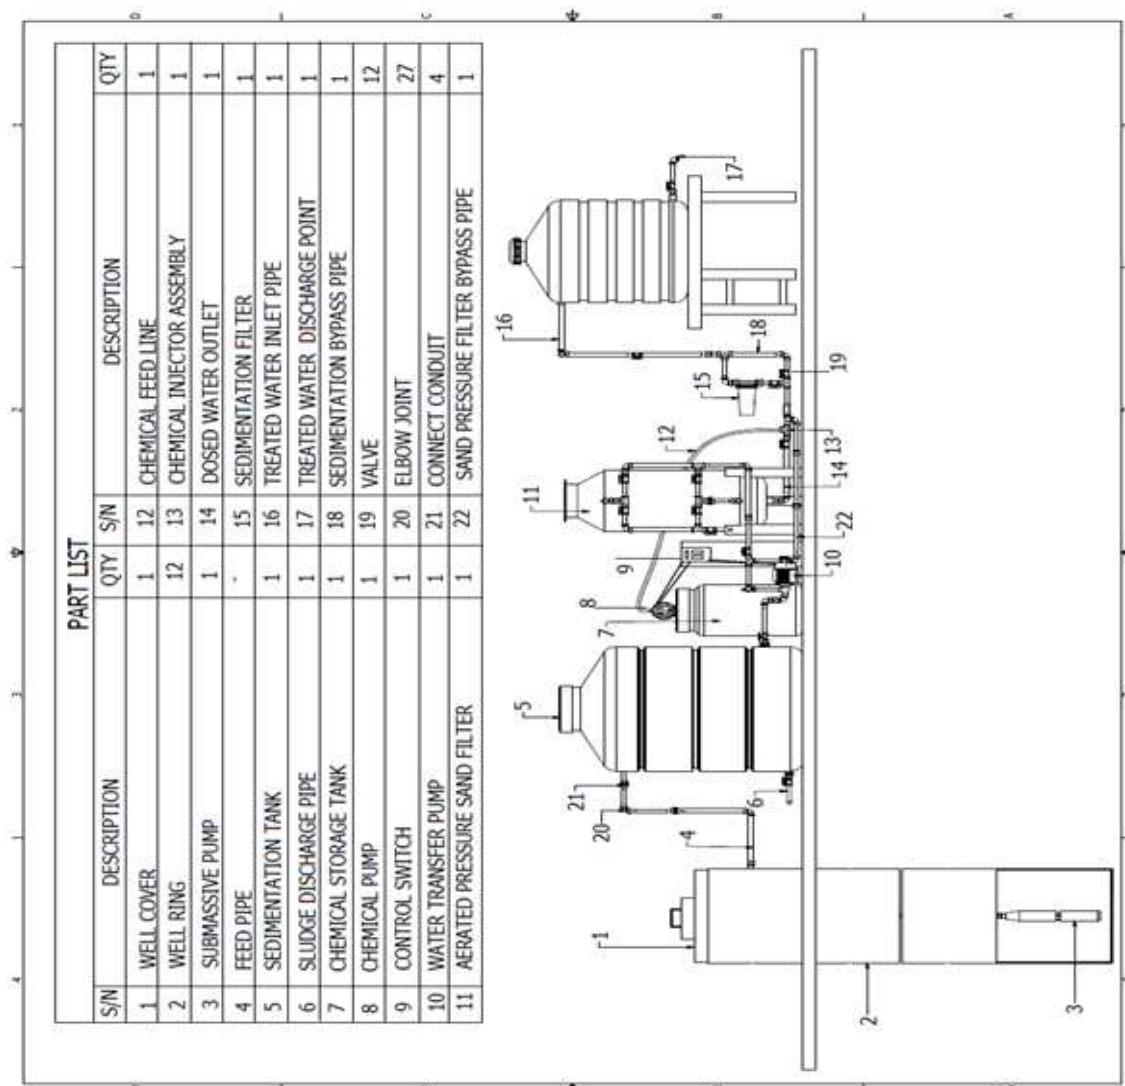 PART LIST
S/N DESCRIPTION QTY S/N DESCRIPTION QTY
1 WELL COVER 1 12 CHEMICAL FEED LINE 1
2 WELL RING 12 13 CHEMICAL INJECTOR ASSEMBLY 1
3 SUBMASSIVE PUMP 1 14 DOSED WATER OUTLET 1
4 FEED PIPE - 15 SEDIMENTATION FILTER 1
5 SEDIMENTATION TANK 1 16 TREATED WATER INLET PIPE 1
6 SLUDGE DISCHARGE PIPE 1 17 TREATED WATER DISCHARGE POINT 1
7 CHEMICAL STORAGE TANK 1 18 SEDIMENTATION BYPASS PIPE 1
8 CHEMICAL PUMP 1 19 VALVE 12
9 CONTROL SWITCH 1 20 ELBOW JOINT 27
10 WATER TRANSFER PUMP 1 21 CONNECT CONDUIT 4
11 AERATED PRESSURE SAND FILTER 1 22 SAND PRESSURE FILTER BYPASS PIPE 1
1
2
3
4
5
6
7
8
9
10
11
12
13
14
15
16
17
18
19
20
21
22
4
3
2
1
D
C
B
A